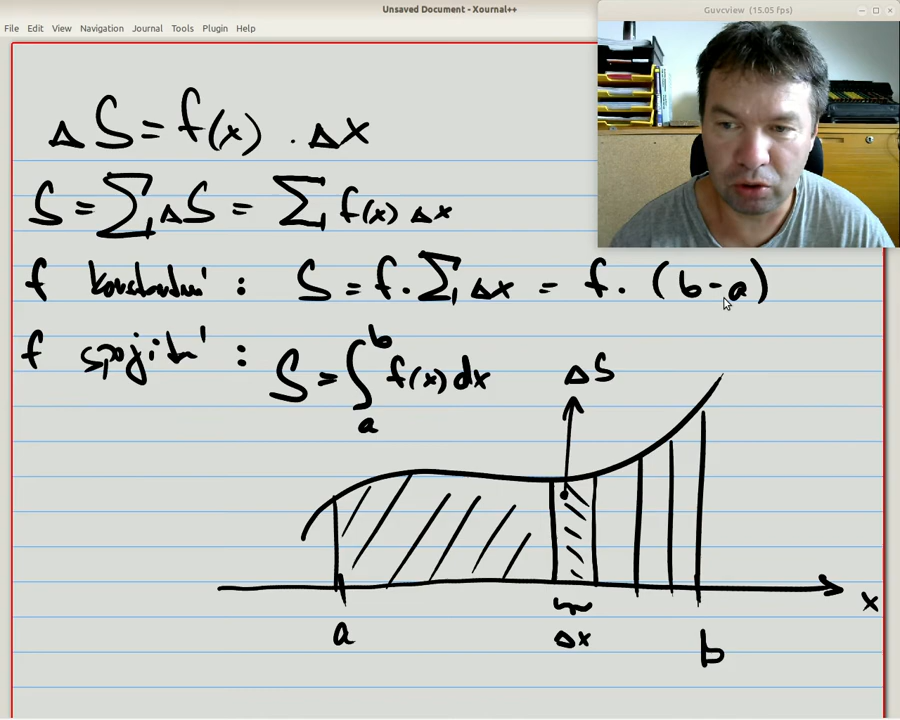 Unsaved Document - Xournal++
Guvcview (15.05 fps)
File Edit View Navigation Journal Tools Plugin Help
ΔS = f(x) . Δx
S = ∑ ΔS = ∑ f(x) Δx
f konstantní : S = f . ∑ Δx = f . (b-a)
f spojitá : S = ∫_a^b f(x) dx
ΔS
x
a
Δx
b